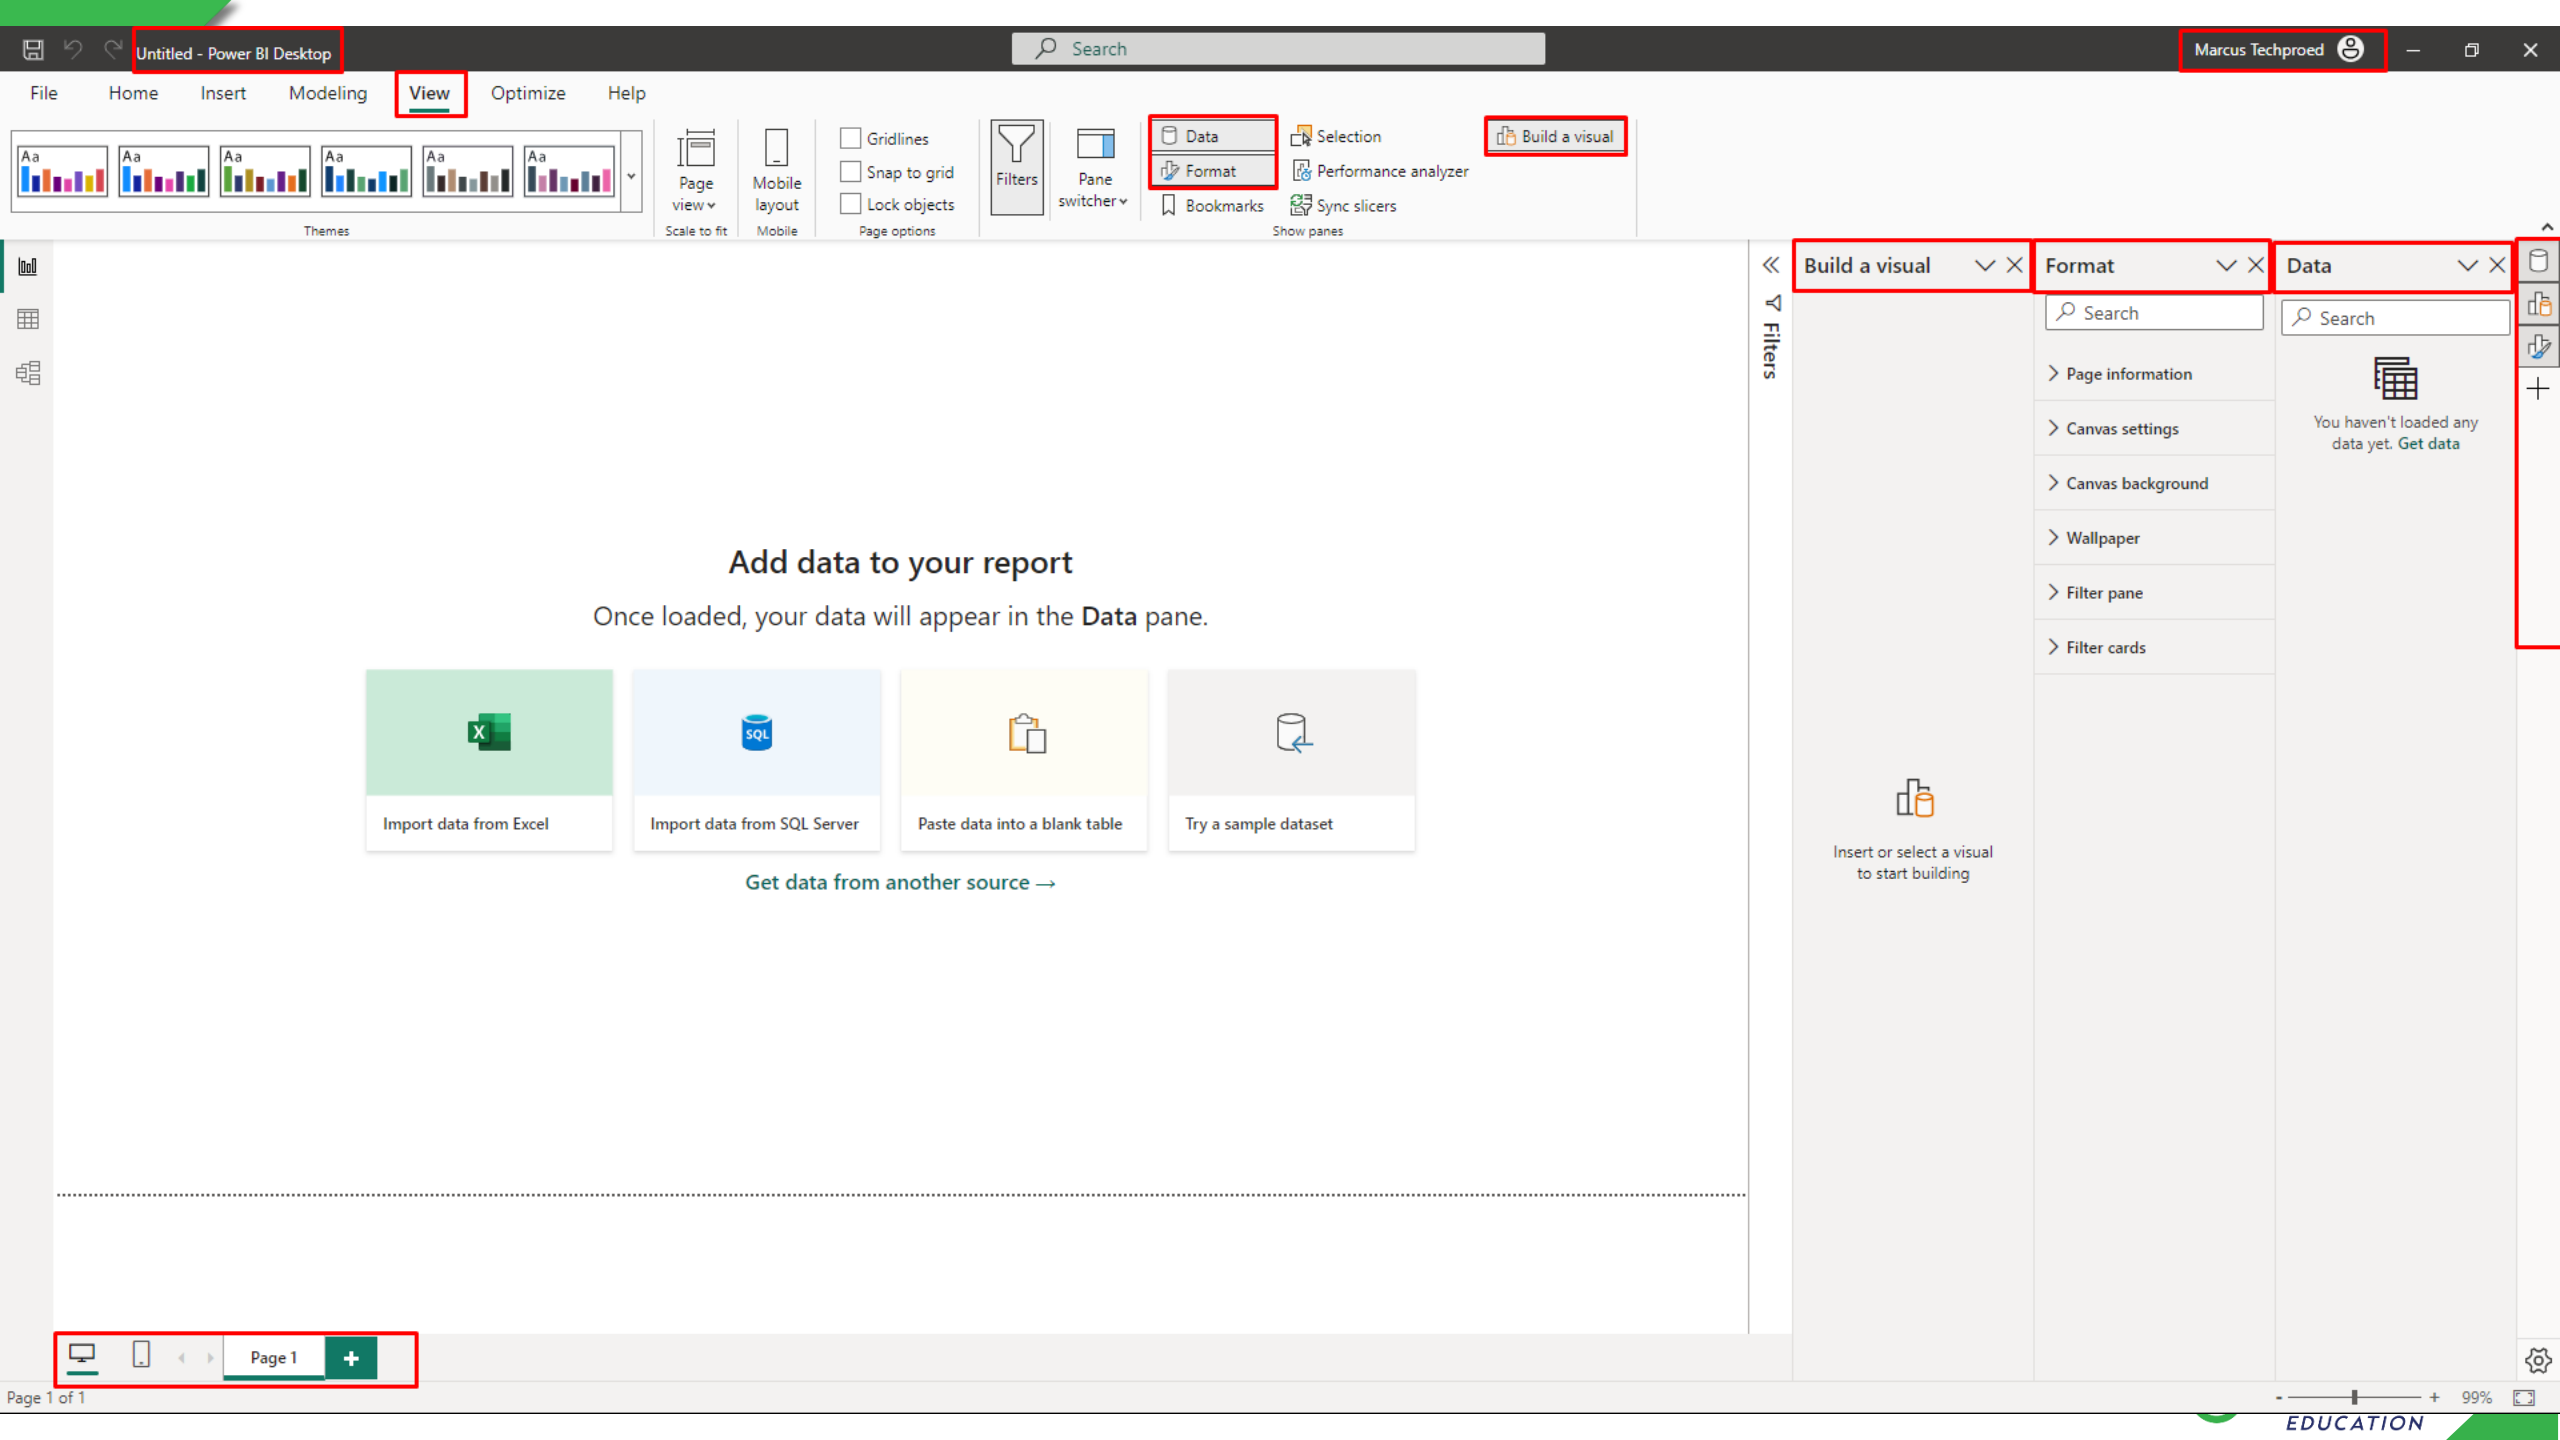 Untitled - Power BI Desktop
Search
Marcus Techproed
File Home Insert Modeling View Optimize Help
Aa Aa Aa Aa Aa Aa
Themes
Page
view
Scale to fit
Mobile
layout
Mobile
Gridlines
Snap to grid
Lock objects
Page options
Filters
Pane
switcher
Data
Format
Bookmarks
Selection
Performance analyzer
Sync slicers
Build a visual
Show panes
Filters
Build a visual
Insert or select a visual
to start building
Format
Search
Page information
Canvas settings
Canvas background
Wallpaper
Filter pane
Filter cards
Data
Search
You haven't loaded any
data yet. Get data
Add data to your report
Once loaded, your data will appear in the Data pane.
X
SQL
Import data from Excel
Import data from SQL Server
Paste data into a blank table
Try a sample dataset
Get data from another source →
Page 1
+
Page 1 of 1
- + 99%
EDUCATION